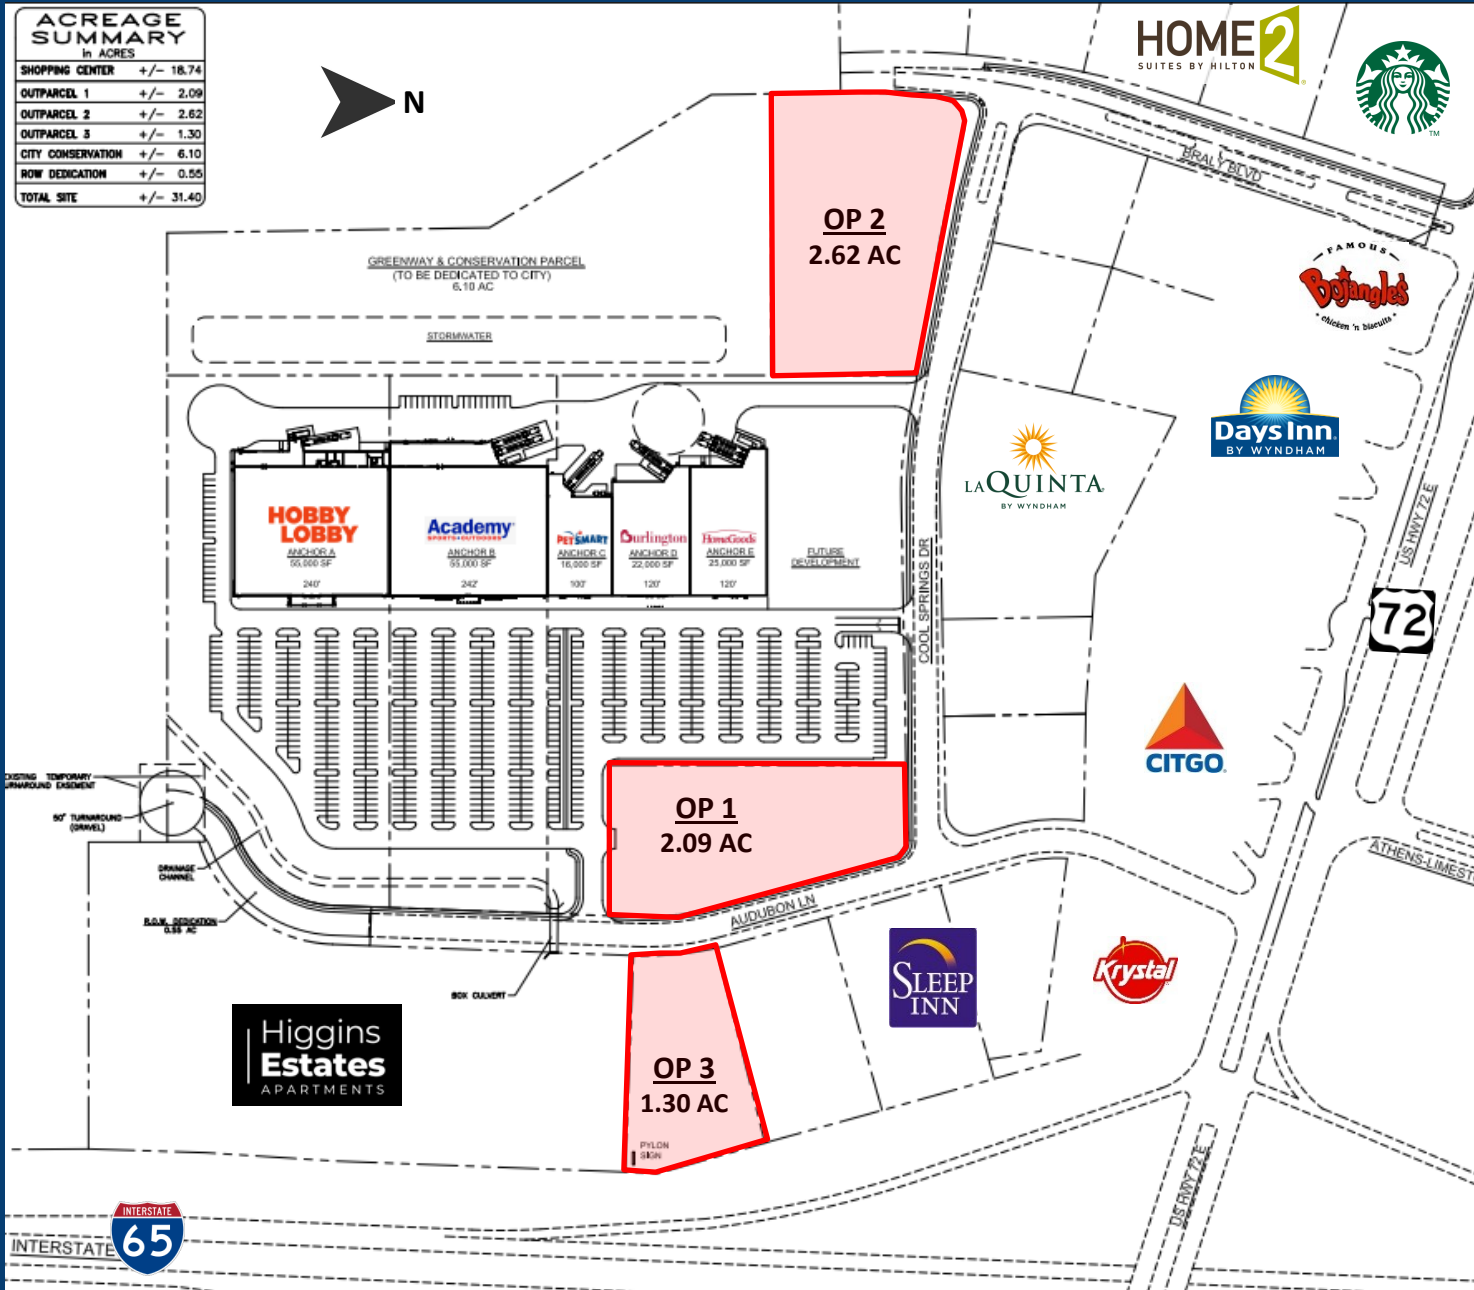 ACREAGE
SUMMARY
in ACRES
SHOPPING CENTER +/- 18.74
OUTPARCEL 1 +/- 2.09
OUTPARCEL 2 +/- 2.62
OUTPARCEL 3 +/- 1.30
CITY CONSERVATION +/- 6.10
ROW DEDICATION +/- 0.55
TOTAL SITE +/- 31.40
N
HOME2
SUITES BY HILTON
TM
BRALY BLVD
OP 2
2.62 AC
GREENWAY & CONSERVATION PARCEL
(TO BE DEDICATED TO CITY)
6.10 AC
STORMWATER
FAMOUS
Bojangles'
chicken 'n biscuits
Days Inn
BY WYNDHAM
LAQUINTA
BY WYNDHAM
US HWY 72 E
72
HOBBY
LOBBY
ANCHOR A
55,000 SF
240'
Academy
SPORTS+OUTDOORS
ANCHOR B
55,000 SF
242'
PETSMART
ANCHOR C
16,000 SF
100'
Burlington
ANCHOR D
22,000 SF
120'
HomeGoods
ANCHOR E
25,000 SF
120'
FUTURE
DEVELOPMENT
COOL SPRINGS DR
CITGO
EXISTING TEMPORARY
TURNAROUND EASEMENT
50' TURNAROUND
(GRAVEL)
DRAINAGE
CHANNEL
R.O.W. DEDICATION
0.55 AC
OP 1
2.09 AC
AUDUBON LN
ATHENS-LIMEST
BOX CULVERT
SLEEP
INN
Krystal
Higgins
Estates
APARTMENTS
OP 3
1.30 AC
PYLON
SIGN
US HWY 72 E
INTERSTATE
INTERSTATE
65